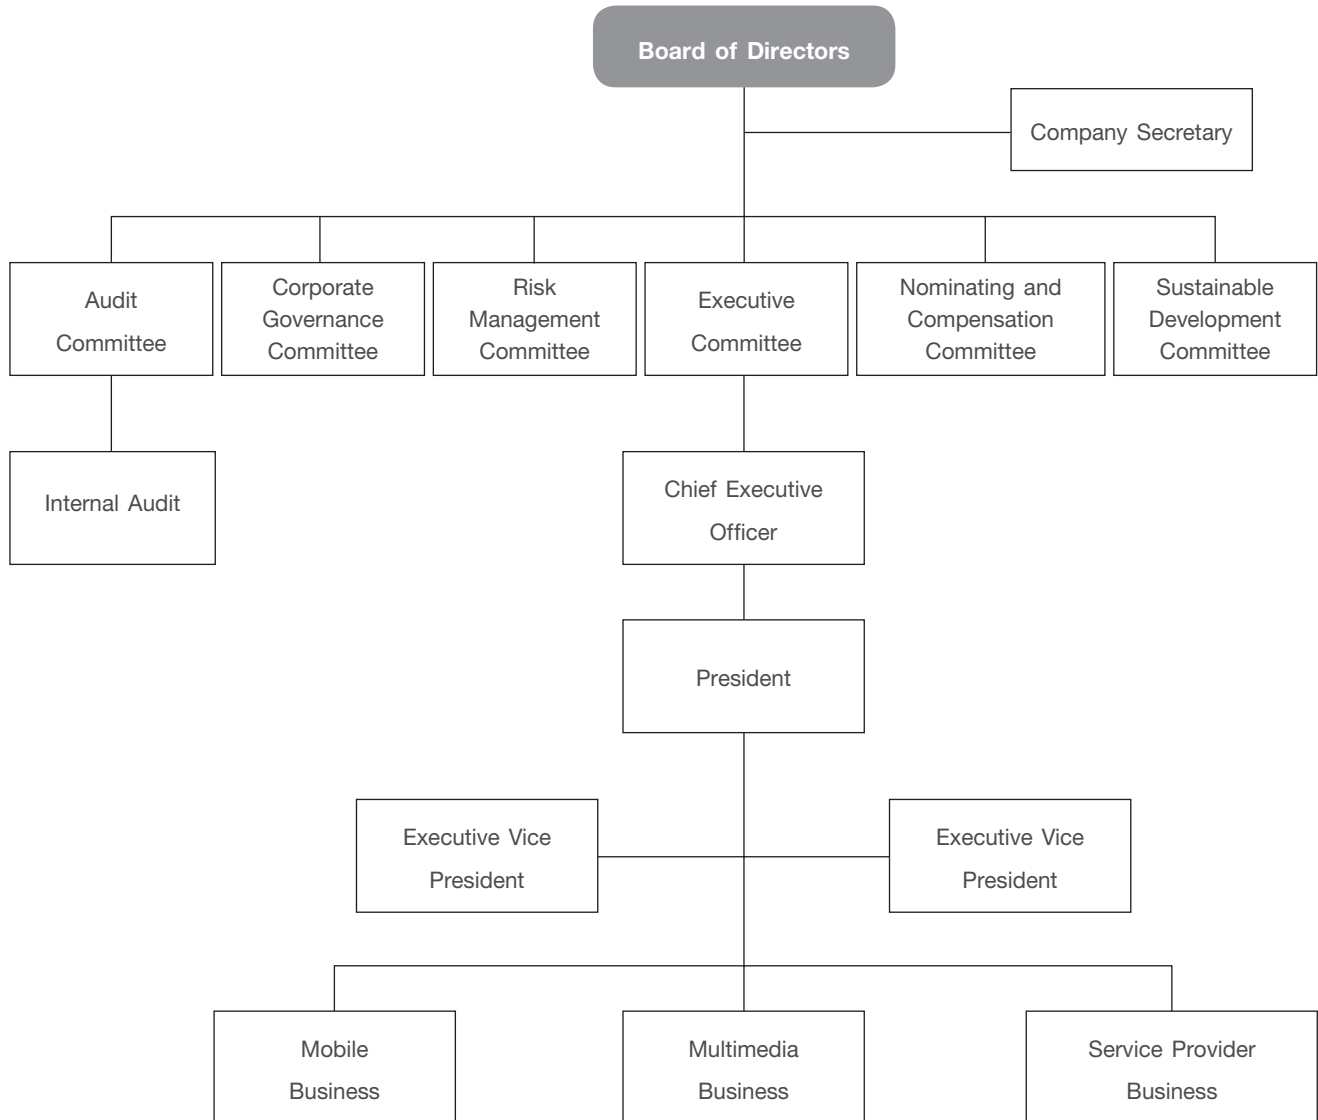 Board of Directors
Company Secretary
Audit
Committee
Corporate
Governance
Committee
Risk
Management
Committee
Executive
Committee
Nominating and
Compensation
Committee
Sustainable
Development
Committee
Internal Audit
Chief Executive
Officer
President
Executive Vice
President
Executive Vice
President
Mobile
Business
Multimedia
Business
Service Provider
Business